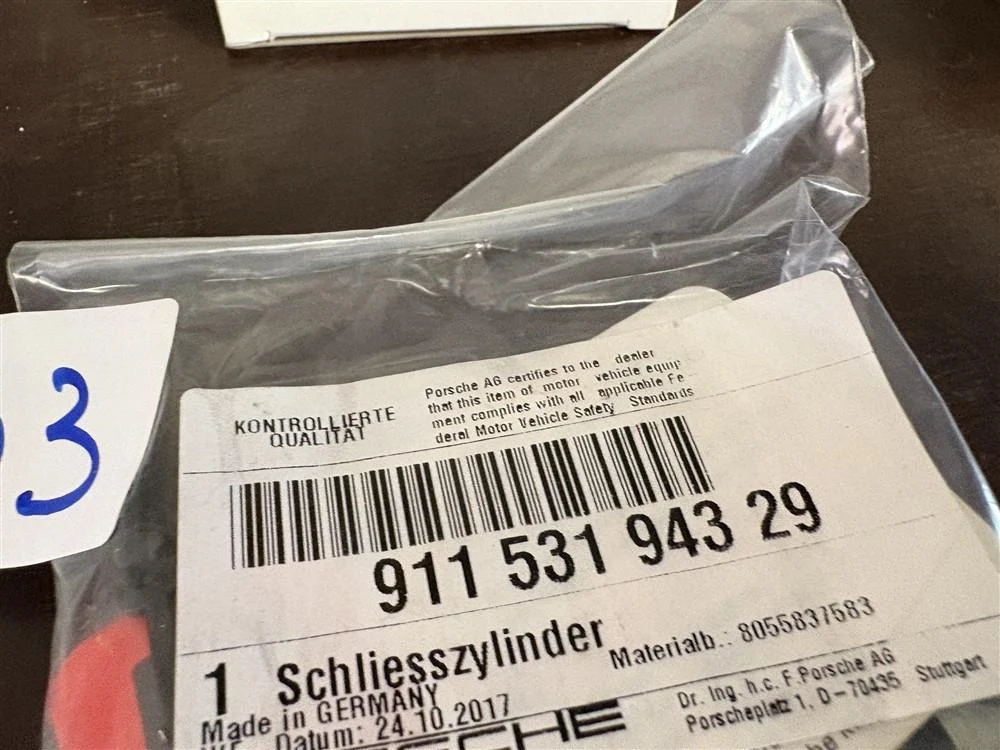 3
KONTROLLIERTE
QUALITÄT
Porsche AG certifies to the dealer
that this item of motor vehicle equip
ment complies with all applicable Fe
deral Motor Vehicle Safety Standards
911 531 943 29
1 Schliesszylinder
Materialb.: 8055837583
Made in GERMANY
Datum: 24.10.2017
Dr. Ing. h.c. F.Porsche AG
Porscheplatz 1, D-70435 Stuttgart